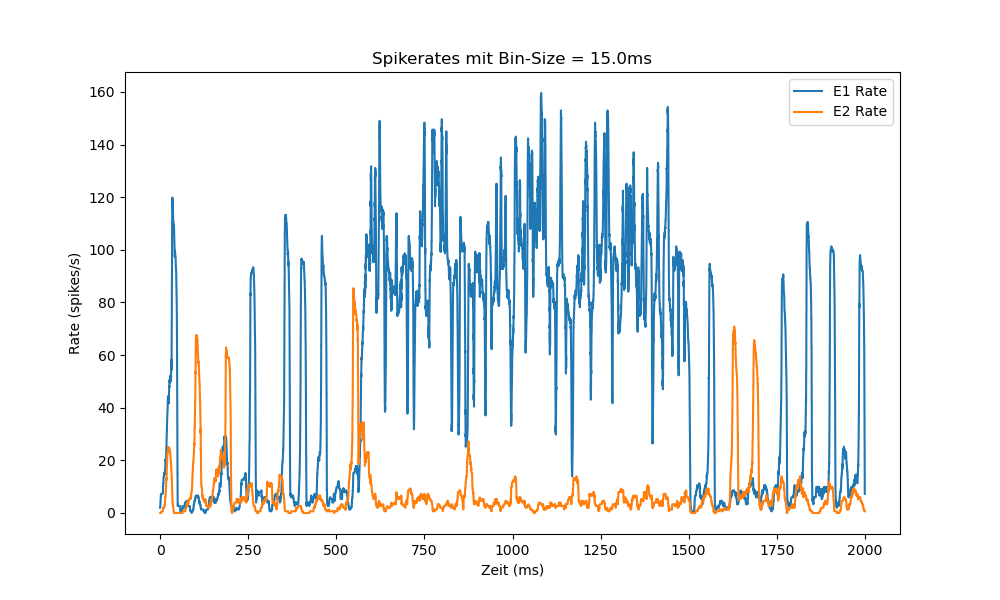 Spikerates mit Bin-Size = 15.0ms
E1 Rate
E2 Rate
160
140
120
100
80
60
40
20
0
Rate (spikes/s)
0 250 500 750 1000 1250 1500 1750 2000
Zeit (ms)